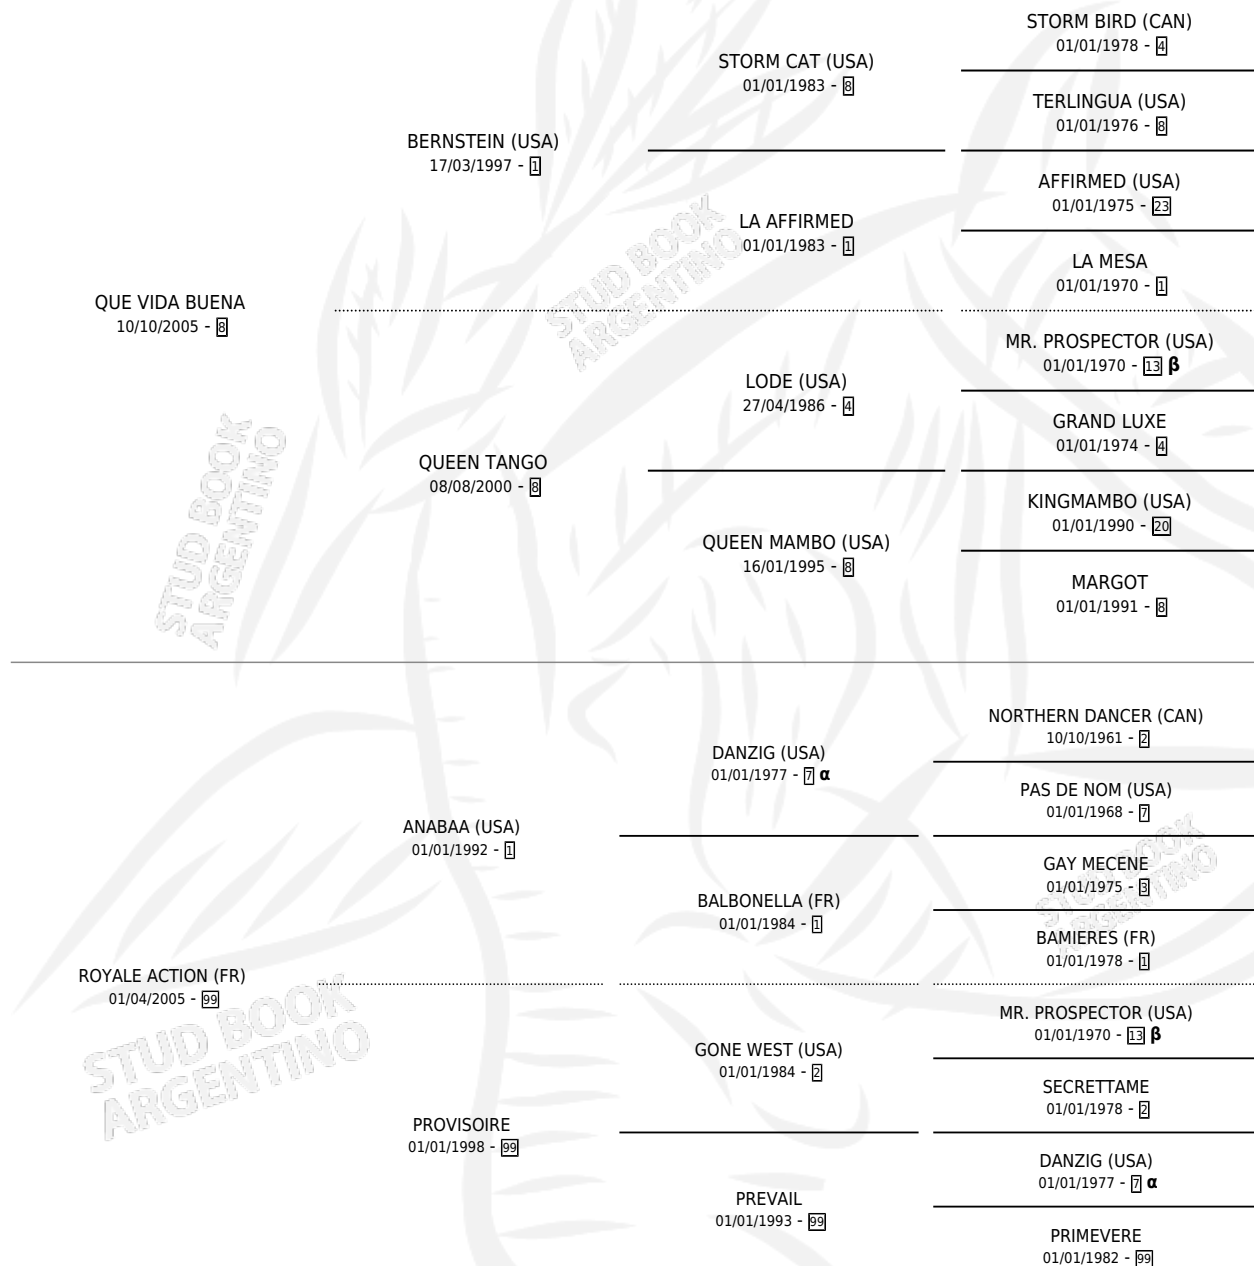 STORM BIRD (CAN)
01/01/1978 - 4
STORM CAT (USA)
01/01/1983 - 8
TERLINGUA (USA)
01/01/1976 - 8
BERNSTEIN (USA)
17/03/1997 - 1
AFFIRMED (USA)
01/01/1975 - 23
LA AFFIRMED
01/01/1983 - 1
LA MESA
01/01/1970 - 1
QUE VIDA BUENA
10/10/2005 - 8
STUD BOOK
ARGENTINO
MR. PROSPECTOR (USA)
01/01/1970 - 13 β
LODE (USA)
27/04/1986 - 4
GRAND LUXE
01/01/1974 - 4
QUEEN TANGO
08/08/2000 - 8
KINGMAMBO (USA)
01/01/1990 - 20
QUEEN MAMBO (USA)
16/01/1995 - 8
MARGOT
01/01/1991 - 8
STUD BOOK
ARGENTINO
NORTHERN DANCER (CAN)
10/10/1961 - 2
DANZIG (USA)
01/01/1977 - 7 α
PAS DE NOM (USA)
01/01/1968 - 7
ANABAA (USA)
01/01/1992 - 1
GAY MECENE
01/01/1975 - 3
STUD BOOK
ARGENTINO
BALBONELLA (FR)
01/01/1984 - 1
BAMIERES (FR)
01/01/1978 - 1
ROYALE ACTION (FR)
01/04/2005 - 99
STUD BOOK
ARGENTINO
MR. PROSPECTOR (USA)
01/01/1970 - 13 β
GONE WEST (USA)
01/01/1984 - 2
SECRETTAME
01/01/1978 - 2
PROVISOIRE
01/01/1998 - 99
DANZIG (USA)
01/01/1977 - 7 α
PREVAIL
01/01/1993 - 99
PRIMEVERE
01/01/1982 - 99